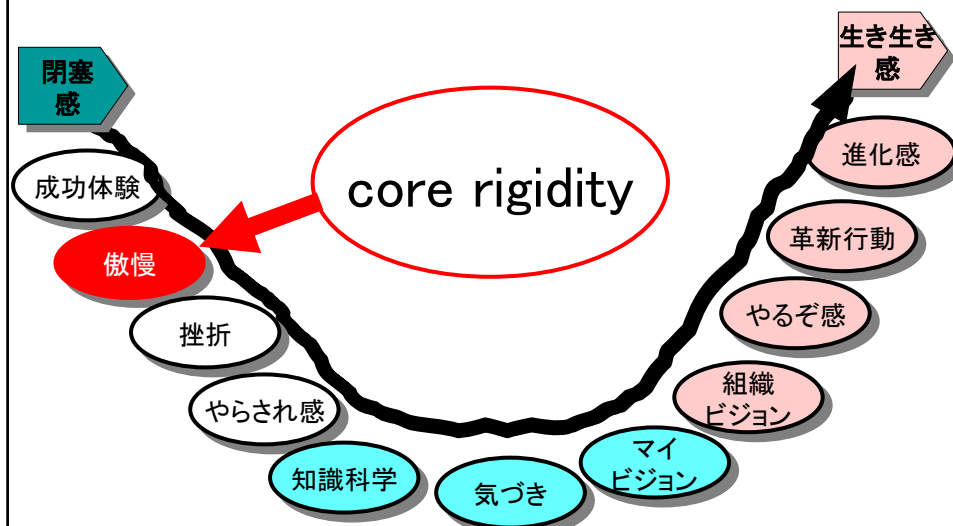 閉塞
感
成功体験
傲慢
挫折
やらされ感
知識科学
気づき
マイ
ビジョン
組織
ビジョン
やるぞ感
革新行動
進化感
生き生き
感
core rigidity